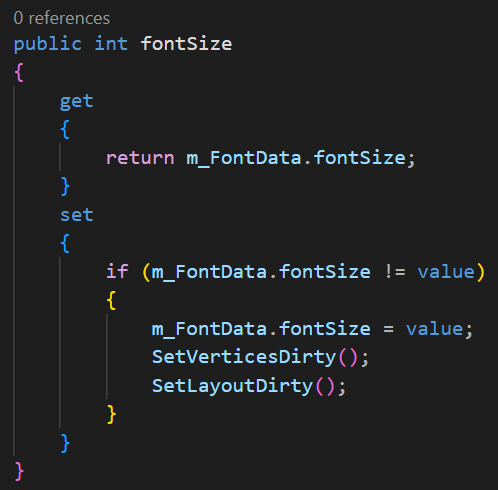 0 references
public int fontSize
{
    get
    {
        return m_FontData.fontSize;
    }
    set
    {
        if (m_FontData.fontSize != value)
        {
            m_FontData.fontSize = value;
            SetVerticesDirty();
            SetLayoutDirty();
        }
    }
}